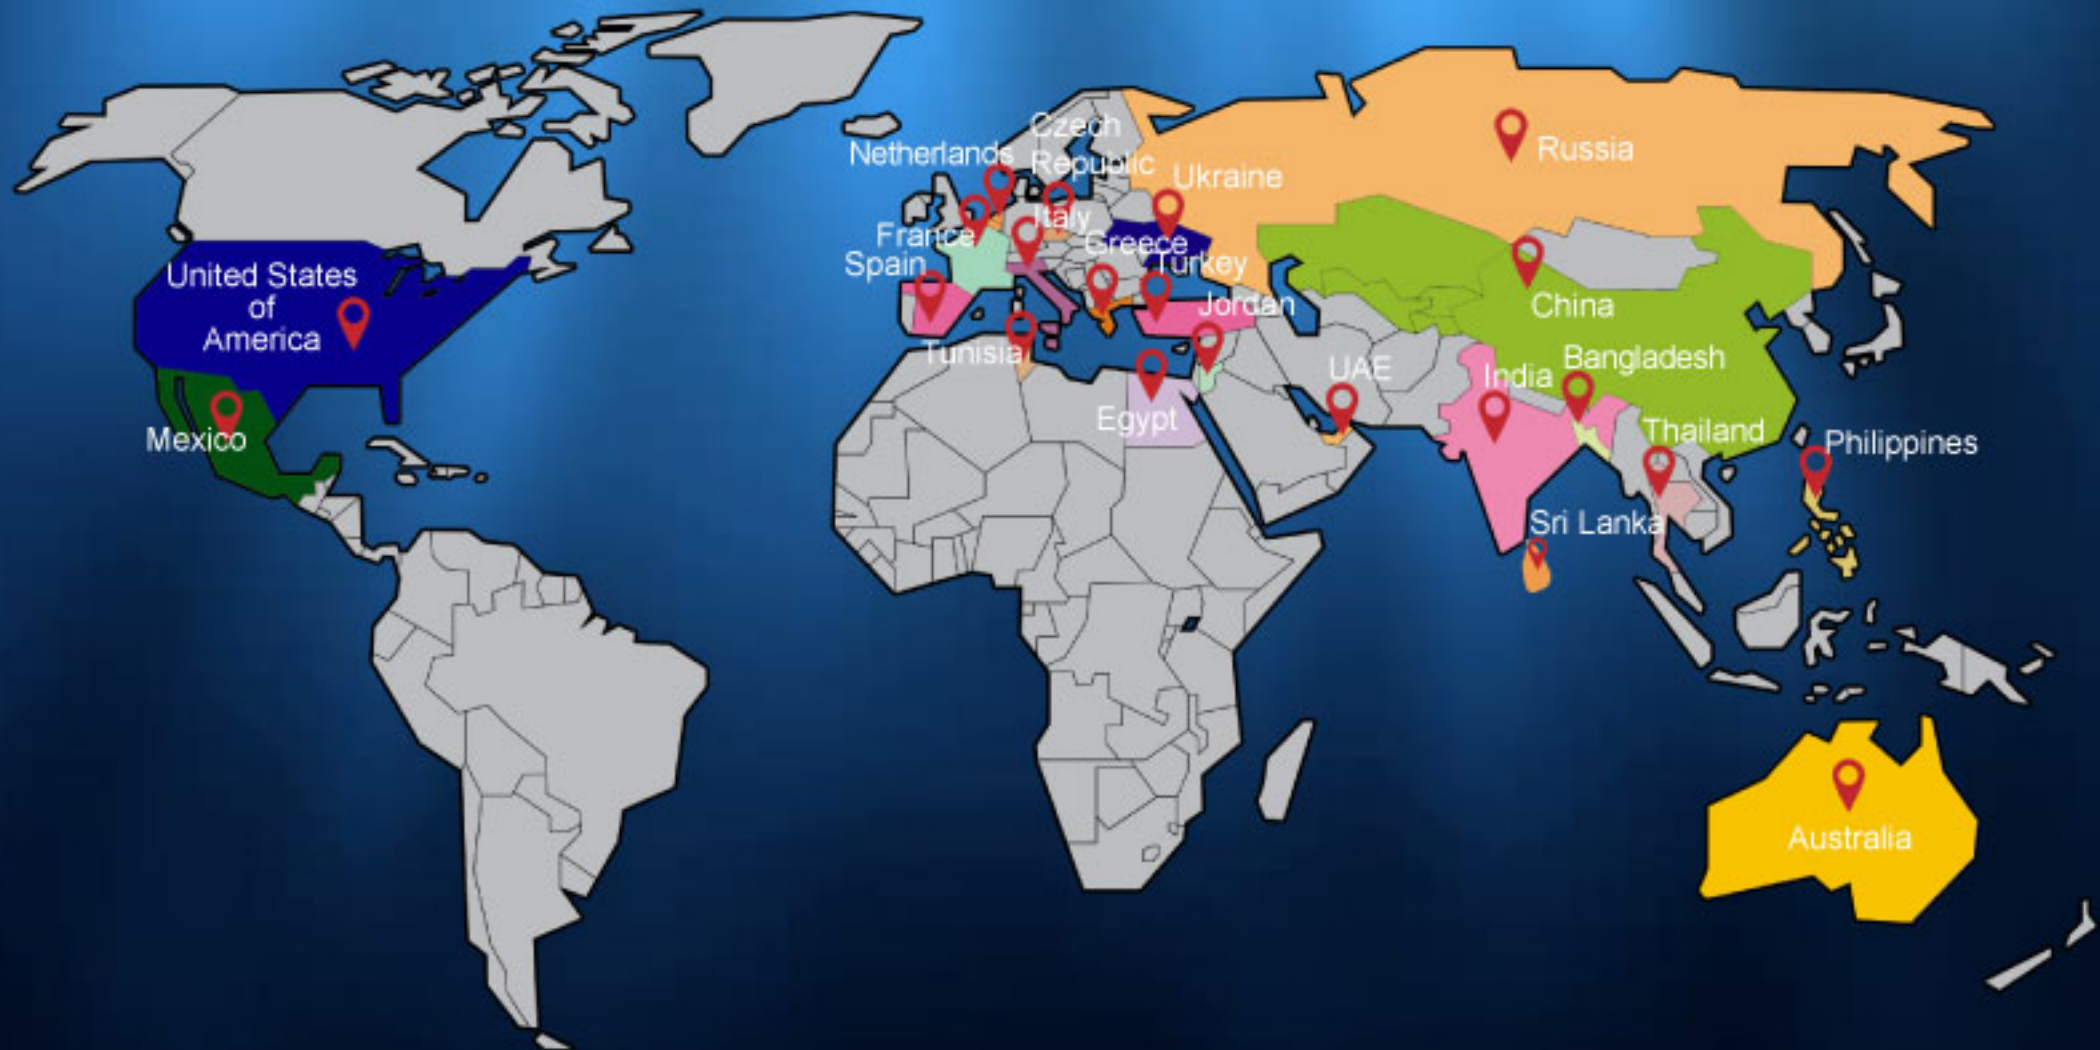 Czech
Republic
Netherlands
Ukraine
Russia
Italy
France
Greece
Spain
Turkey
United States
of
America
Jordan
China
Tunisia
UAE
Bangladesh
India
Egypt
Mexico
Thailand
Philippines
Sri Lanka
Australia